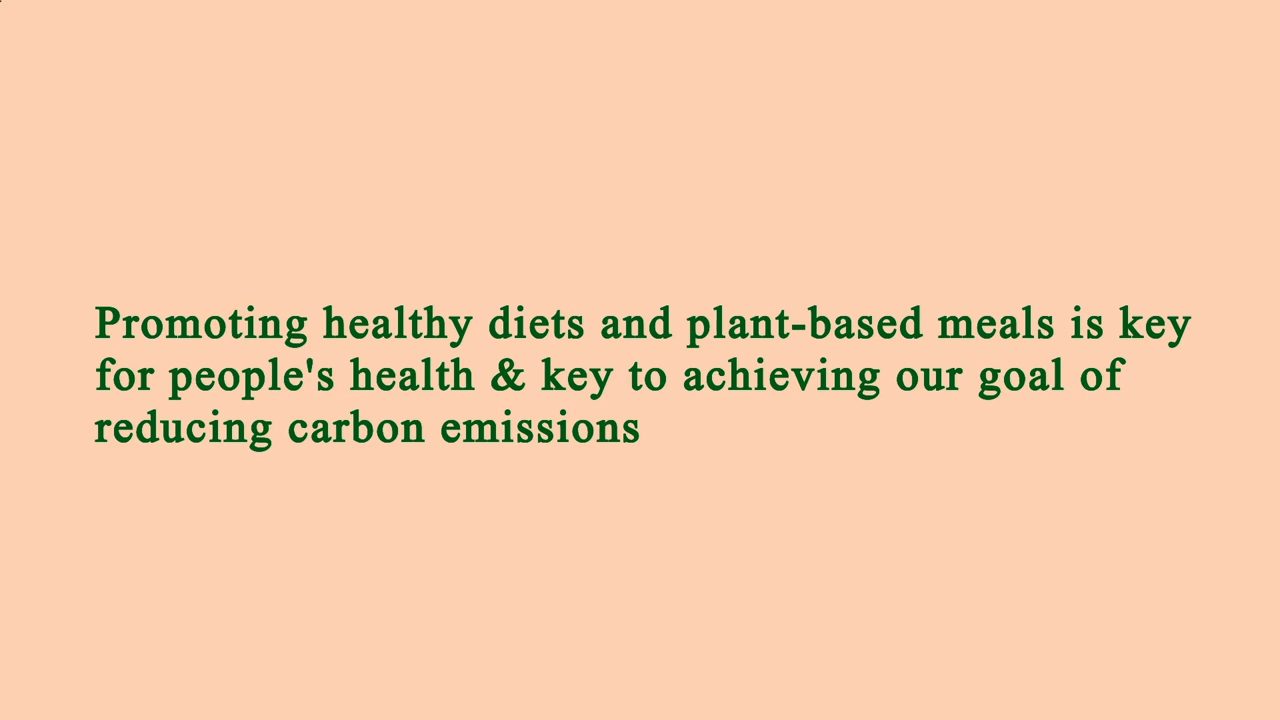 Promoting healthy diets and plant-based meals is key
for people's health & key to achieving our goal of
reducing carbon emissions